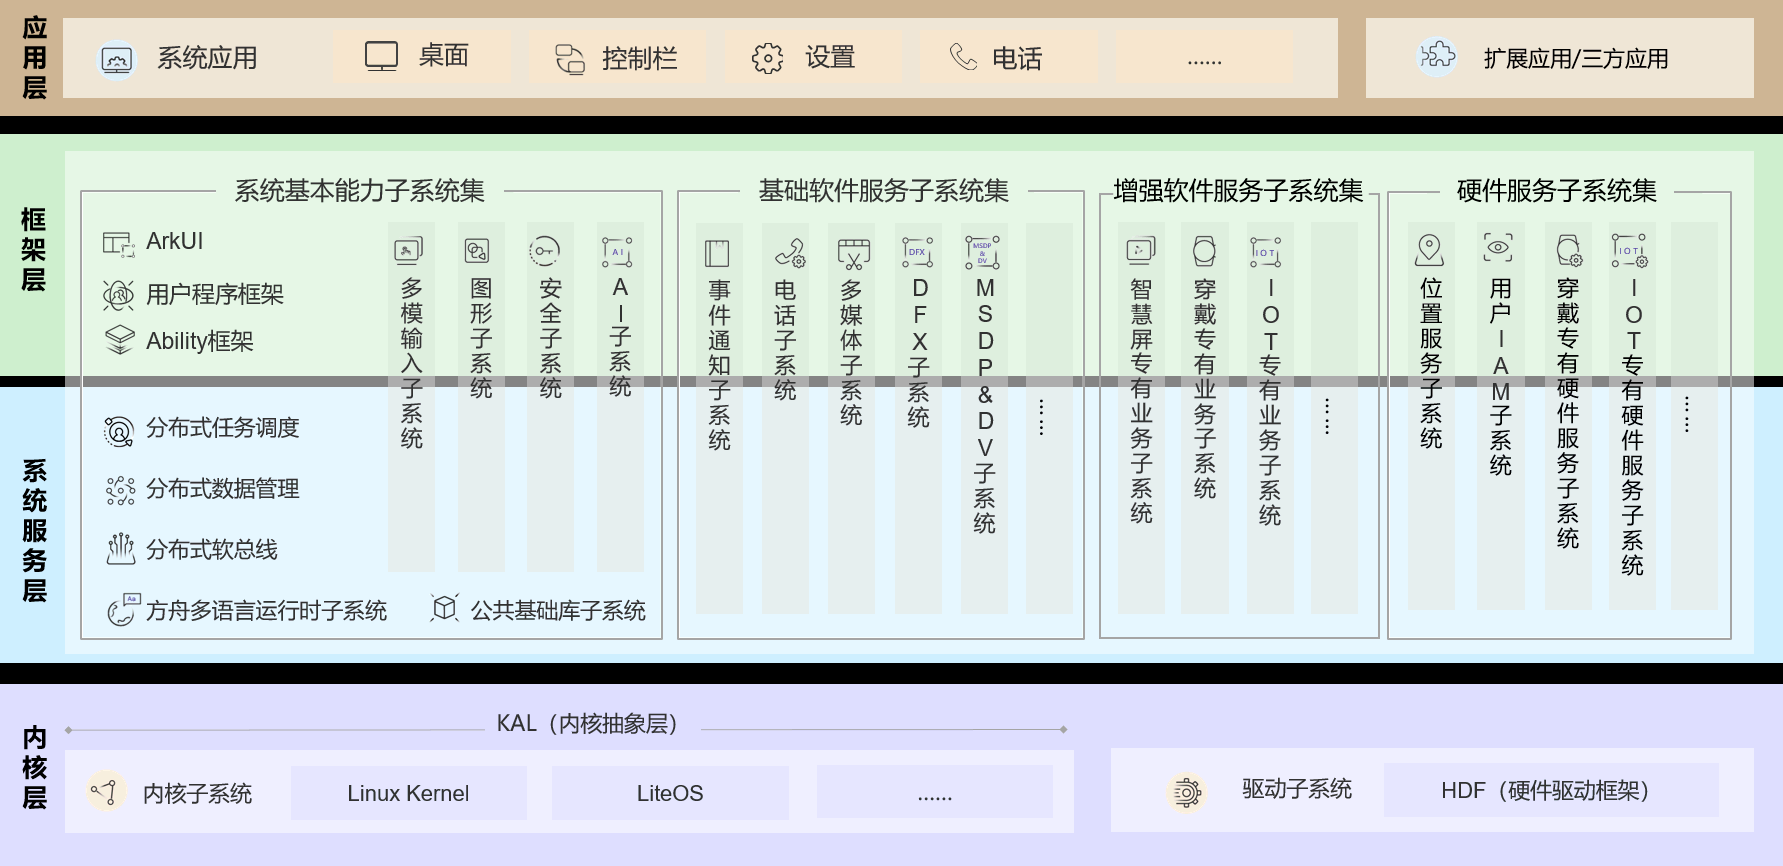 应用层
系统应用
桌面
控制栏
设置
电话
......
扩展应用/三方应用
框架层
系统服务层
系统基本能力子系统集
ArkUI
用户程序框架
Ability框架
分布式任务调度
分布式数据管理
分布式软总线
方舟多语言运行时子系统
Aa
公共基础库子系统
多模输入子系统
图形子系统
安全子系统
AI
AI子系统
基础软件服务子系统集
事件通知子系统
电话子系统
多媒体子系统
DFX
DFX子系统
MSDP
&
DV
MSDP&DV子系统
......
增强软件服务子系统集
智慧屏专有业务子系统
穿戴专有业务子系统
IOT
IOT专有业务子系统
......
硬件服务子系统集
位置服务子系统
用户IAM子系统
穿戴专有硬件服务子系统
IOT
IOT专有硬件服务子系统
......
内核层
KAL（内核抽象层）
内核子系统
Linux Kernel
LiteOS
......
驱动子系统
HDF（硬件驱动框架）